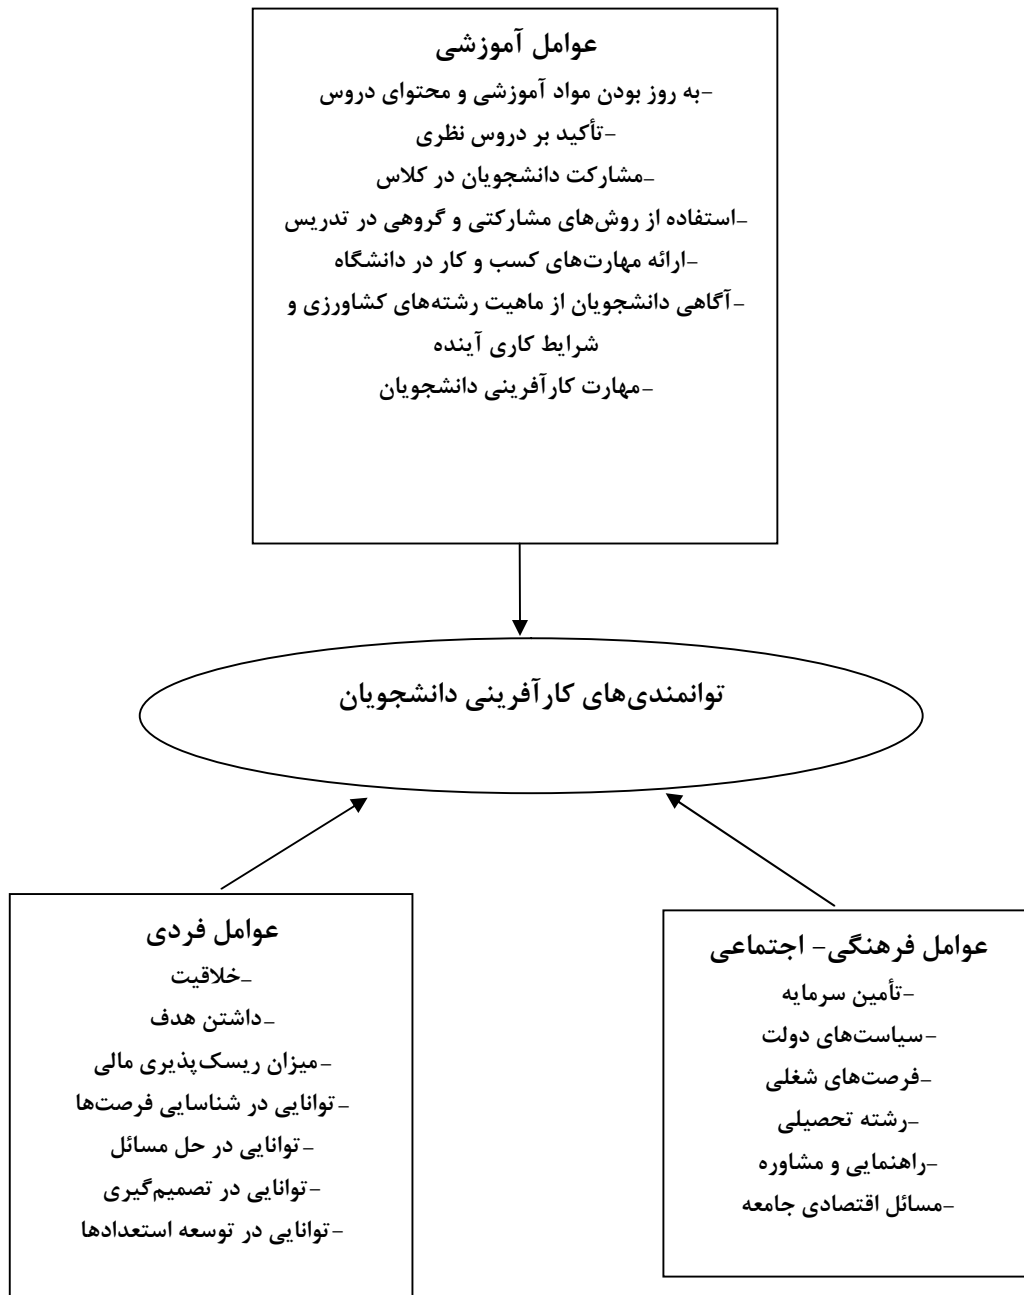 عوامل آموزشی
-به روز بودن مواد آموزشی و محتوای دروس
-تأکید بر دروس نظری
-مشارکت دانشجویان در کلاس
-استفاده از روش‌های مشارکتی و گروهی در تدریس
-ارائه مهارت‌های کسب و کار در دانشگاه
-آگاهی دانشجویان از ماهیت رشته‌های کشاورزی و
شرایط کاری آینده
-مهارت کارآفرینی دانشجویان
توانمندی‌های کارآفرینی دانشجویان
عوامل فرهنگی- اجتماعی
-تأمین سرمایه
-سیاست‌های دولت
-فرصت‌های شغلی
-رشته تحصیلی
-راهنمایی و مشاوره
-مسائل اقتصادی جامعه
عوامل فردی
-خلاقیت
-داشتن هدف
-میزان ریسک‌پذیری مالی
-توانایی در شناسایی فرصت‌ها
-توانایی در حل مسائل
-توانایی در تصمیم‌گیری
-توانایی در توسعه استعدادها